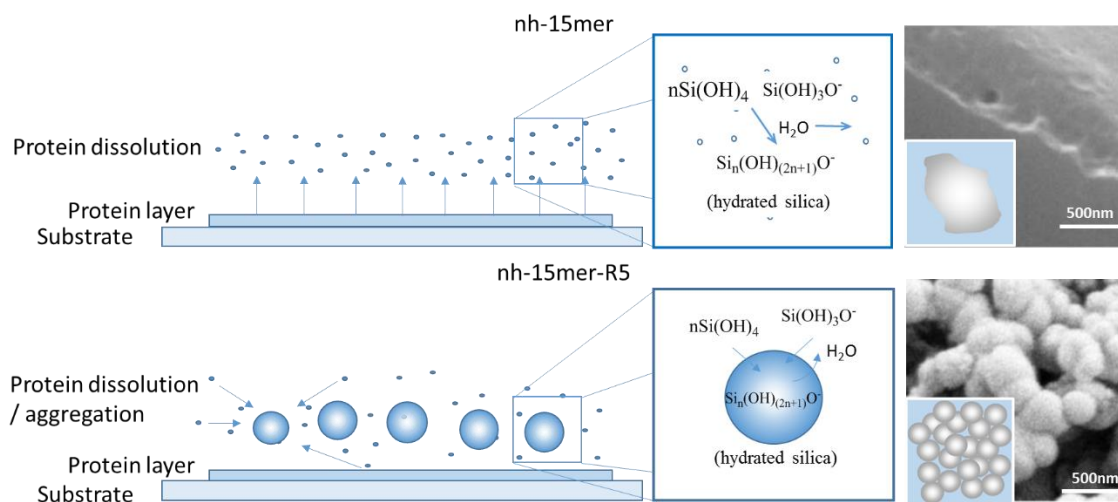 nh-15mer
Protein dissolution
Protein layer
Substrate
nSi(OH)₄ Si(OH)₃O⁻
H₂O
Siₙ(OH)₍₂ₙ₊₁₎O⁻
(hydrated silica)
500nm
nh-15mer-R5
Protein dissolution
/ aggregation
Protein layer
Substrate
nSi(OH)₄ Si(OH)₃O⁻
H₂O
Siₙ(OH)₍₂ₙ₊₁₎O⁻
(hydrated silica)
500nm